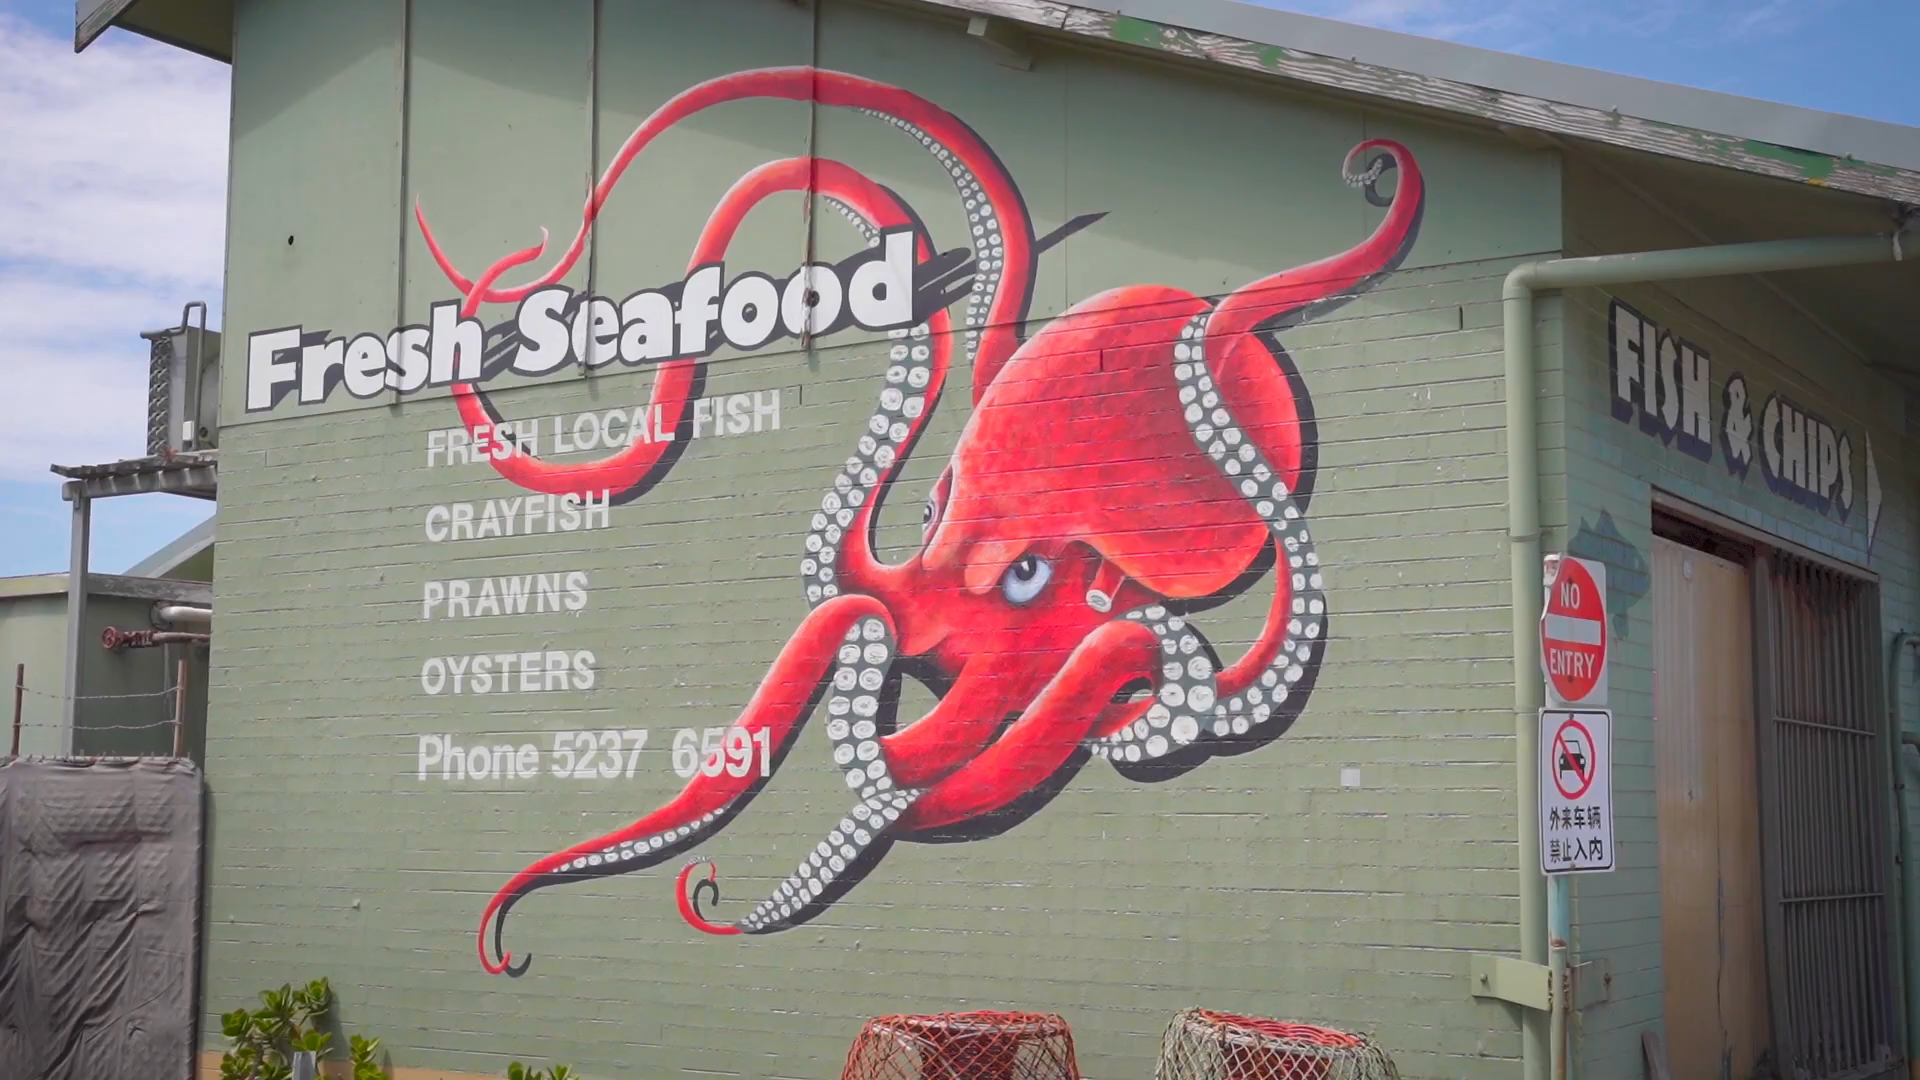 Fresh Seafood
FRESH LOCAL FISH
CRAYFISH
PRAWNS
OYSTERS
Phone 5237 6591
FISH & CHIPS
NO
ENTRY
外来车辆
禁止入内